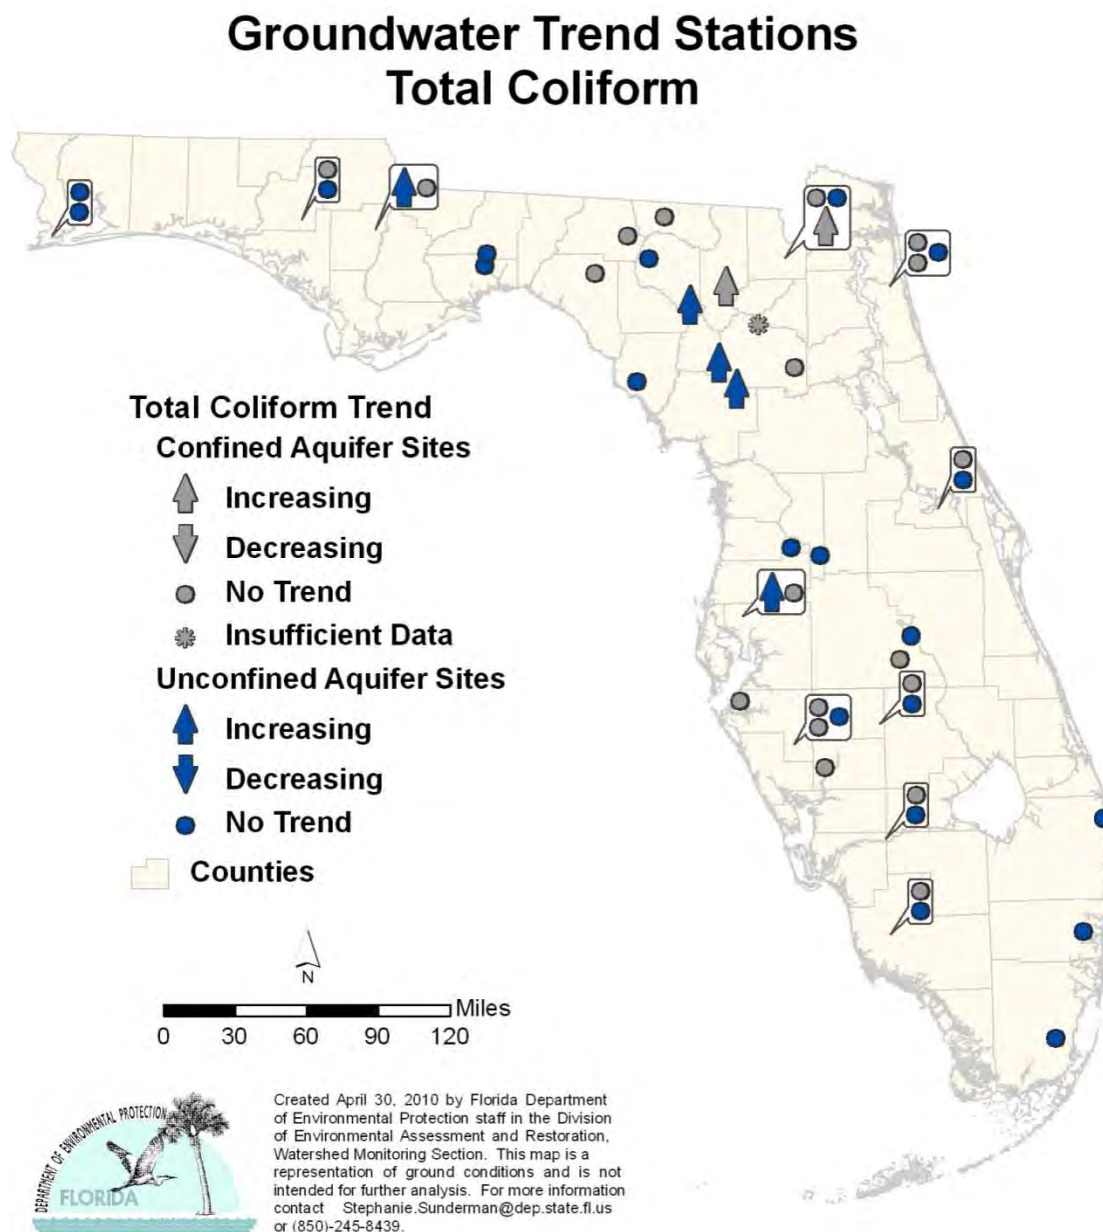 Groundwater Trend Stations
Total Coliform
Total Coliform Trend
Confined Aquifer Sites
Increasing
Decreasing
No Trend
Insufficient Data
Unconfined Aquifer Sites
Increasing
Decreasing
No Trend
Counties
N
Miles
0 30 60 90 120
DEPARTMENT OF ENVIRONMENTAL PROTECTION
FLORIDA
Created April 30, 2010 by Florida Department
of Environmental Protection staff in the Division
of Environmental Assessment and Restoration,
Watershed Monitoring Section. This map is a
representation of ground conditions and is not
intended for further analysis. For more information
contact Stephanie.Sunderman@dep.state.fl.us
or (850)-245-8439.